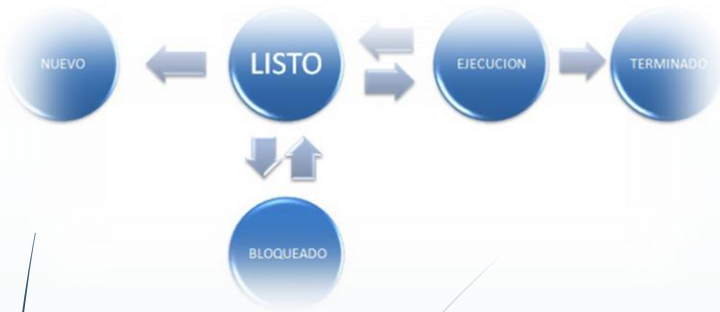 NUEVO
LISTO
EJECUCION
TERMINADO
BLOQUEADO